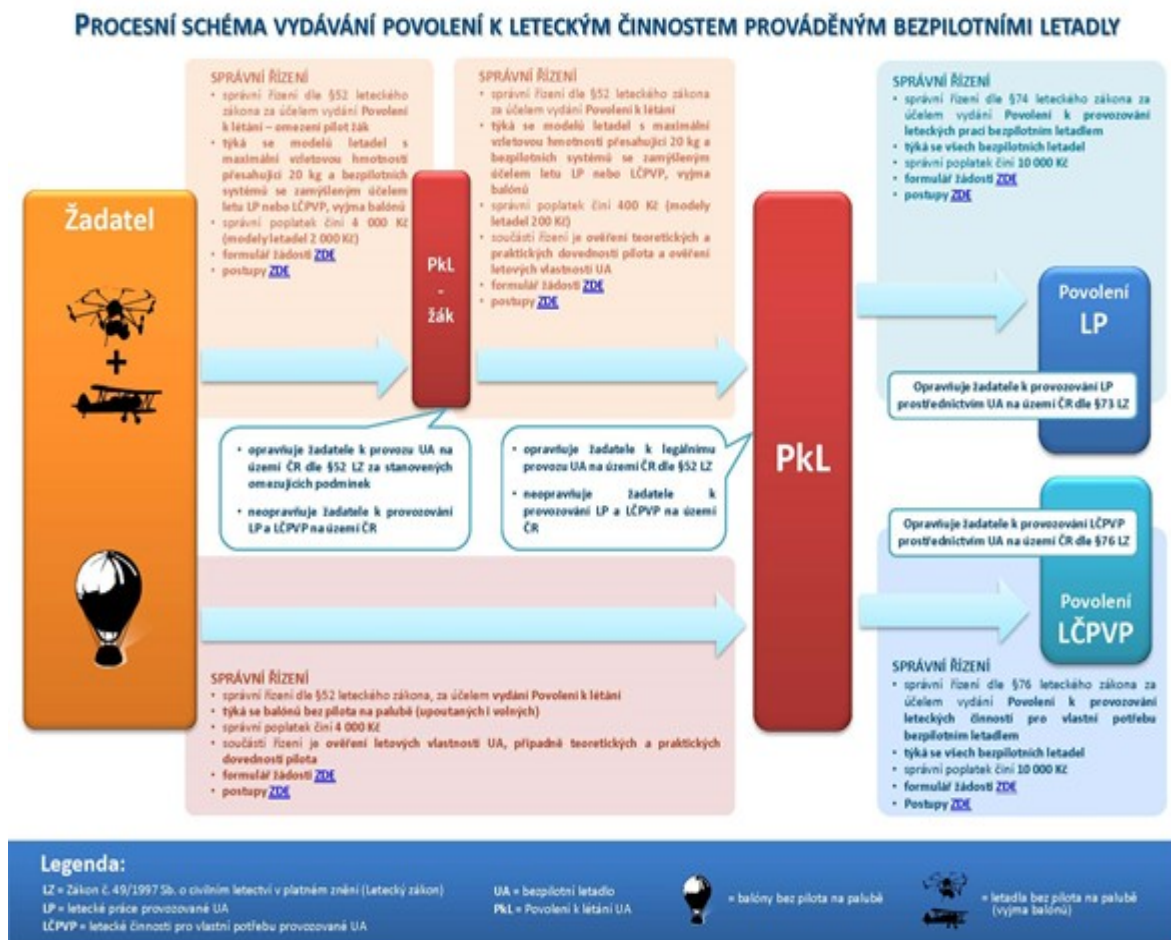 PROCESNÍ SCHÉMA VYDÁVÁNÍ POVOLENÍ K LETECKÝM ČINNOSTEM PROVÁDĚNÝM BEZPILOTNÍMI LETADLY
Žadatel
+
SPRÁVNÍ ŘÍZENÍ
• správní řízení dle §52 leteckého
zákona za účelem vydání Povolení
k létání – omezení pilot žák
• týká se modelů letadel s
maximální vzletovou hmotností
přesahující 20 kg a bezpilotních
systémů se zamýšleným účelem
letu LP nebo LČPVP, vyjma balónů
• správní poplatek činí 4 000 Kč
(modely letadel 2 000 Kč)
• formulář žádosti ZDE
• postupy ZDE
PkL
-
žák
SPRÁVNÍ ŘÍZENÍ
• správní řízení dle §52 leteckého zákona
za účelem vydání Povolení k létání
• týká se modelů letadel s maximální
vzletovou hmotností přesahující 20 kg a
bezpilotních systémů se zamýšleným
účelem letu LP nebo LČPVP, vyjma
balónů
• správní poplatek činí 400 Kč (modely
letadel 200 Kč)
• součástí řízení je ověření teoretických a
praktických dovedností pilota a ověření
letových vlastností UA
• formulář žádosti ZDE
• postupy ZDE
• opravňuje žadatele k provozu UA na
území ČR dle §52 LZ za stanovených
omezujících podmínek
• neopravňuje žadatele k provozování
LP a LČPVP na území ČR
• opravňuje žadatele k legálnímu
provozu UA na území ČR dle §52 LZ
• neopravňuje žadatele k
provozování LP a LČPVP na území
ČR
PkL
SPRÁVNÍ ŘÍZENÍ
• správní řízení dle §52 leteckého zákona, za účelem vydání Povolení k létání
• týká se balónů bez pilota na palubě (upoutaných i volných)
• správní poplatek činí 4 000 Kč
• součástí řízení je ověření letových vlastností UA, případně teoretických a praktických
dovedností pilota
• formulář žádosti ZDE
• postupy ZDE
SPRÁVNÍ ŘÍZENÍ
• správní řízení dle §74 leteckého zákona za
účelem vydání Povolení k provozování
leteckých prací bezpilotním letadlem
• týká se všech bezpilotních letadel
• správní poplatek činí 10 000 Kč
• formulář žádosti ZDE
• postupy ZDE
Povolení
LP
Opravňuje žadatele k provozování LP
prostřednictvím UA na území ČR dle §73 LZ
Opravňuje žadatele k provozování LČPVP
prostřednictvím UA na území ČR dle §76 LZ
Povolení
LČPVP
SPRÁVNÍ ŘÍZENÍ
• správní řízení dle §76 leteckého zákona za
účelem vydání Povolení k provozování
leteckých činností pro vlastní potřebu
bezpilotním letadlem
• týká se všech bezpilotních letadel
• správní poplatek činí 10 000 Kč
• formulář žádosti ZDE
• Postupy ZDE
Legenda:
LZ = Zákon č. 49/1997 Sb. o civilním letectví v platném znění (Letecký zákon)
LP = letecké práce provozované UA
LČPVP = letecké činnosti pro vlastní potřebu provozované UA
UA = bezpilotní letadlo
PkL = Povolení k létání UA
= balóny bez pilota na palubě
= letadla bez pilota na palubě
(vyjma balónů)